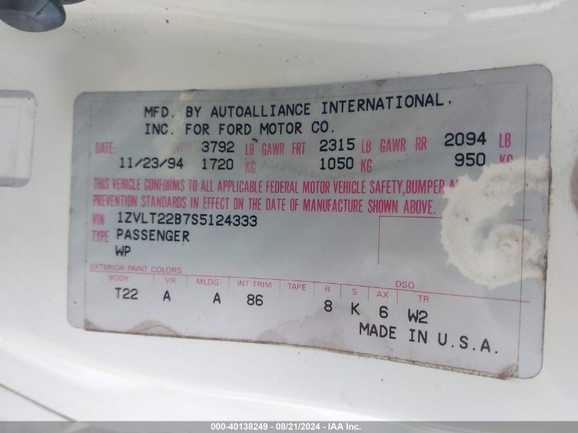 MFD. BY AUTOALLIANCE INTERNATIONAL.
INC. FOR FORD MOTOR CO.
DATE: 3792 LB GAWR FRT 2315 LB GAWR RR 2094 LB
11/23/94 1720 KG 1050 KG 950 KG
THIS VEHICLE CONFORMS TO ALL APPLICABLE FEDERAL MOTOR VEHICLE SAFETY, BUMPER
PREVENTION STANDARDS IN EFFECT ON THE DATE OF MANUFACTURE SHOWN ABOVE.
VIN 1ZVLT22B7S5124333
TYPE PASSENGER
WP
EXTERIOR PAINT COLORS DSO
BODY VR MLDG INT TRIM TAPE R S AX TR
T22 A A 86 8 K 6 W2
MADE IN U.S.A.
000-40138249 - 08/21/2024 - IAA Inc.